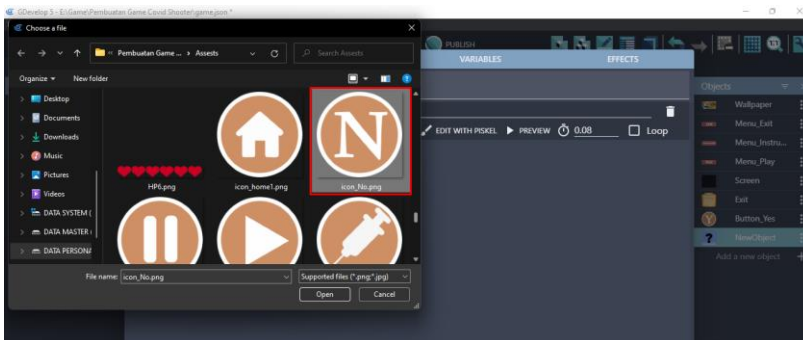 GDevelop 5 - E:\Game\Pembuatan Game Covid Shooter\game.json *
Choose a file
Pembuatan Game ... › Assests
Search Assests
PUBLISH
VARIABLES
EFFECTS
Organize
New folder
Objects
Desktop
Documents
Downloads
Music
Pictures
Videos
DATA SYSTEM (
DATA MASTER (
DATA PERSONA
HP6.png
icon_home1.png
N
icon_No.png
EDIT WITH PISKEL
PREVIEW
0.08
Loop
Wallpaper
Menu_Exit
Menu_Instru...
Menu_Play
Screen
Exit
Y
Button_Yes
?
NewObject
Add a new object
File name:
icon_No.png
Supported files (*.png;*.jpg)
Open
Cancel